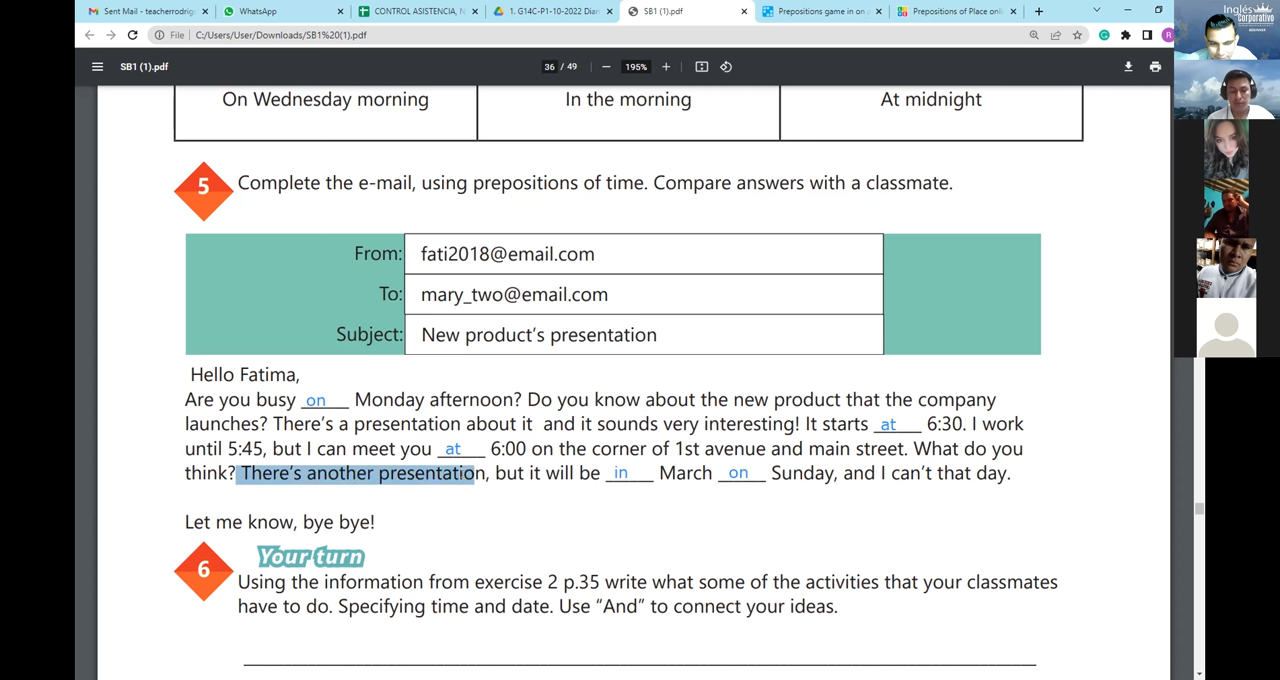 Sent Mail - teacherrodrig
WhatsApp
CONTROL ASISTENCIA, N
1. G14C-P1-10-2022 Diar
SB1 (1).pdf
Prepositions game in on
Prepositions of Place onli
File
C:/Users/User/Downloads/SB1%20(1).pdf
SB1 (1).pdf
36 / 49
195%
Inglés
Corporativo
BEGINNER
On Wednesday morning
In the morning
At midnight
5
Complete the e-mail, using prepositions of time. Compare answers with a classmate.
From:
fati2018@email.com
To:
mary_two@email.com
Subject:
New product's presentation
Hello Fatima,
Are you busy on Monday afternoon? Do you know about the new product that the company
launches? There's a presentation about it and it sounds very interesting! It starts at 6:30. I work
until 5:45, but I can meet you at 6:00 on the corner of 1st avenue and main street. What do you
think? There's another presentation, but it will be in March on Sunday, and I can't that day.
Let me know, bye bye!
6
Your turn
Using the information from exercise 2 p.35 write what some of the activities that your classmates
have to do. Specifying time and date. Use “And” to connect your ideas.